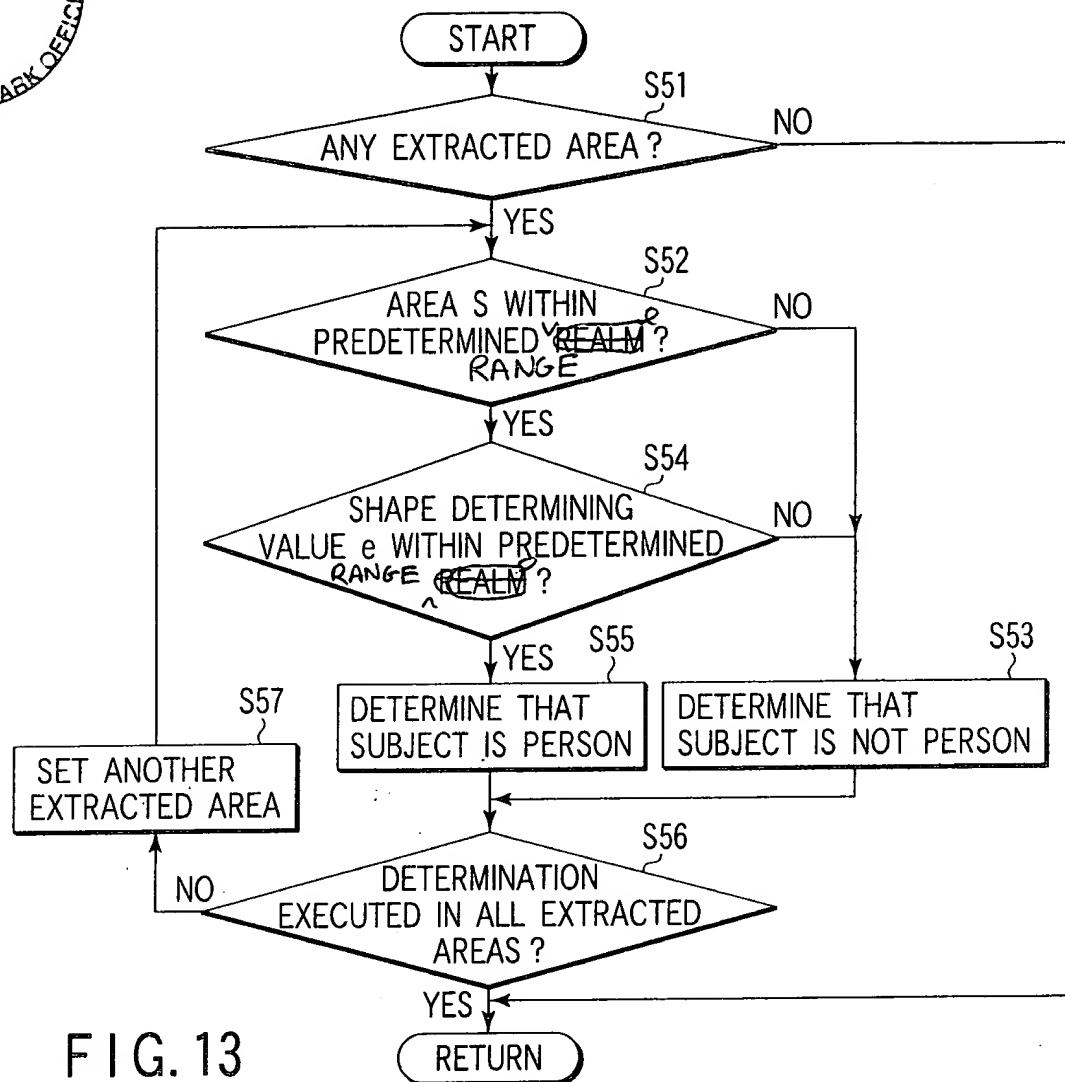 ARK OFFIC
START
S51
ANY EXTRACTED AREA ?
NO
YES
S52
AREA S WITHIN
PREDETERMINED REALM ?
RANGE
NO
YES
S54
SHAPE DETERMINING
VALUE e WITHIN PREDETERMINED
RANGE REALM ?
NO
YES
S55
DETERMINE THAT
SUBJECT IS PERSON
S53
DETERMINE THAT
SUBJECT IS NOT PERSON
S57
SET ANOTHER
EXTRACTED AREA
S56
DETERMINATION
EXECUTED IN ALL EXTRACTED
AREAS ?
NO
YES
RETURN
FIG. 13